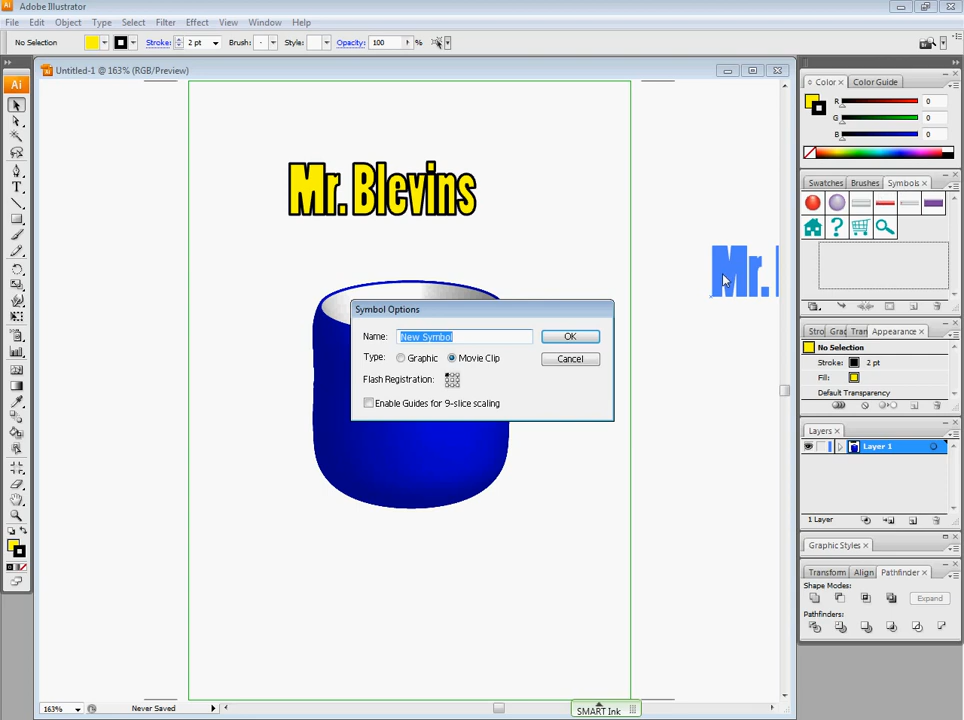 Adobe Illustrator
File Edit Object Type Select Filter Effect View Window Help
No Selection Stroke: 2 pt Brush: Style: Opacity: 100 %
Untitled-1 @ 163% (RGB/Preview)
Ai
Mr. Blevins
Mr.
Symbol Options
Name: New Symbol OK
Type: Graphic Movie Clip Cancel
Flash Registration:
Enable Guides for 9-slice scaling
Color Color Guide
R 0
G 0
B 0
Swatches Brushes Symbols
Stro Grac Tran Appearance
No Selection
Stroke: 2 pt
Fill:
Default Transparency
Layers
Layer 1
1 Layer
Graphic Styles
Transform Align Pathfinder
Shape Modes:
Expand
Pathfinders:
163% Never Saved
SMART Ink